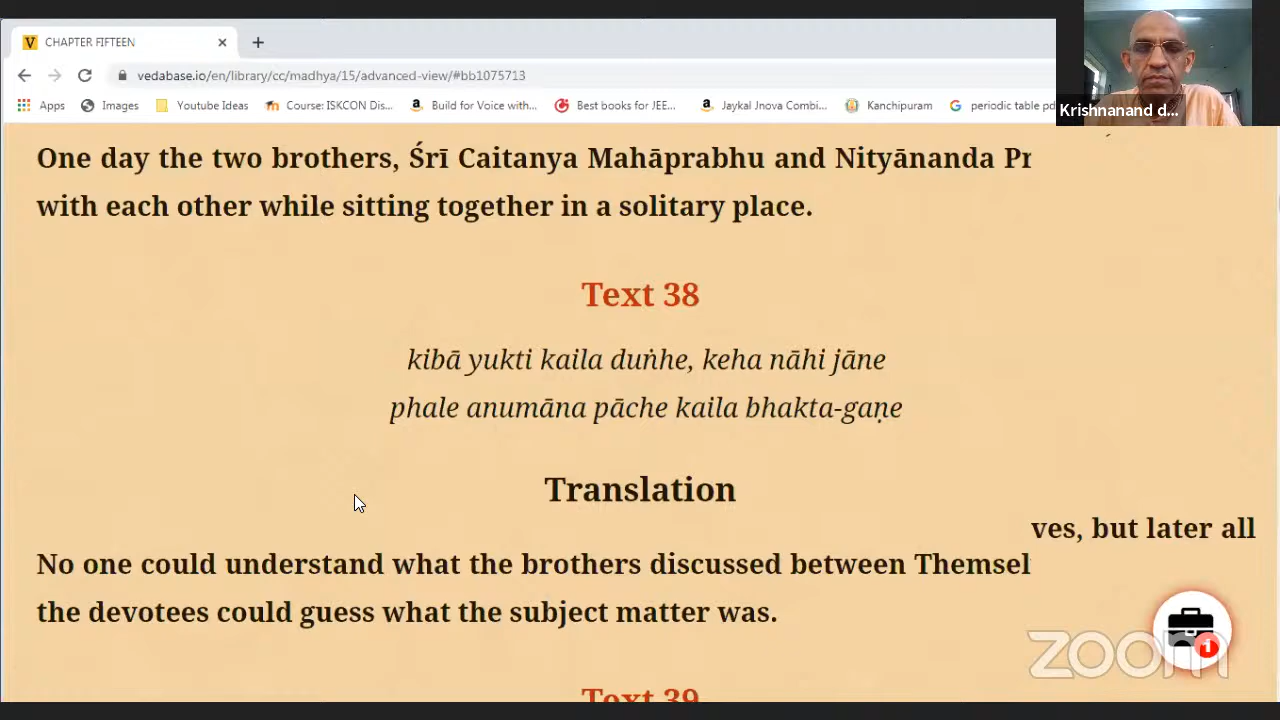 CHAPTER FIFTEEN
vedabase.io/en/library/cc/madhya/15/advanced-view/#bb1075713
Apps Images Youtube Ideas Course: ISKCON Dis... Build for Voice with... Best books for JEE... Jaykal Jnova Combi... Kanchipuram periodic table pd
Krishnanand d...
One day the two brothers, Śrī Caitanya Mahāprabhu and Nityānanda Pr
with each other while sitting together in a solitary place.
Text 38
kibā yukti kaila duṅhe, keha nāhi jāne
phale anumāna pāche kaila bhakta-gaṇe
Translation
ves, but later all
No one could understand what the brothers discussed between Themsel
the devotees could guess what the subject matter was.
1
zoom
Text 39